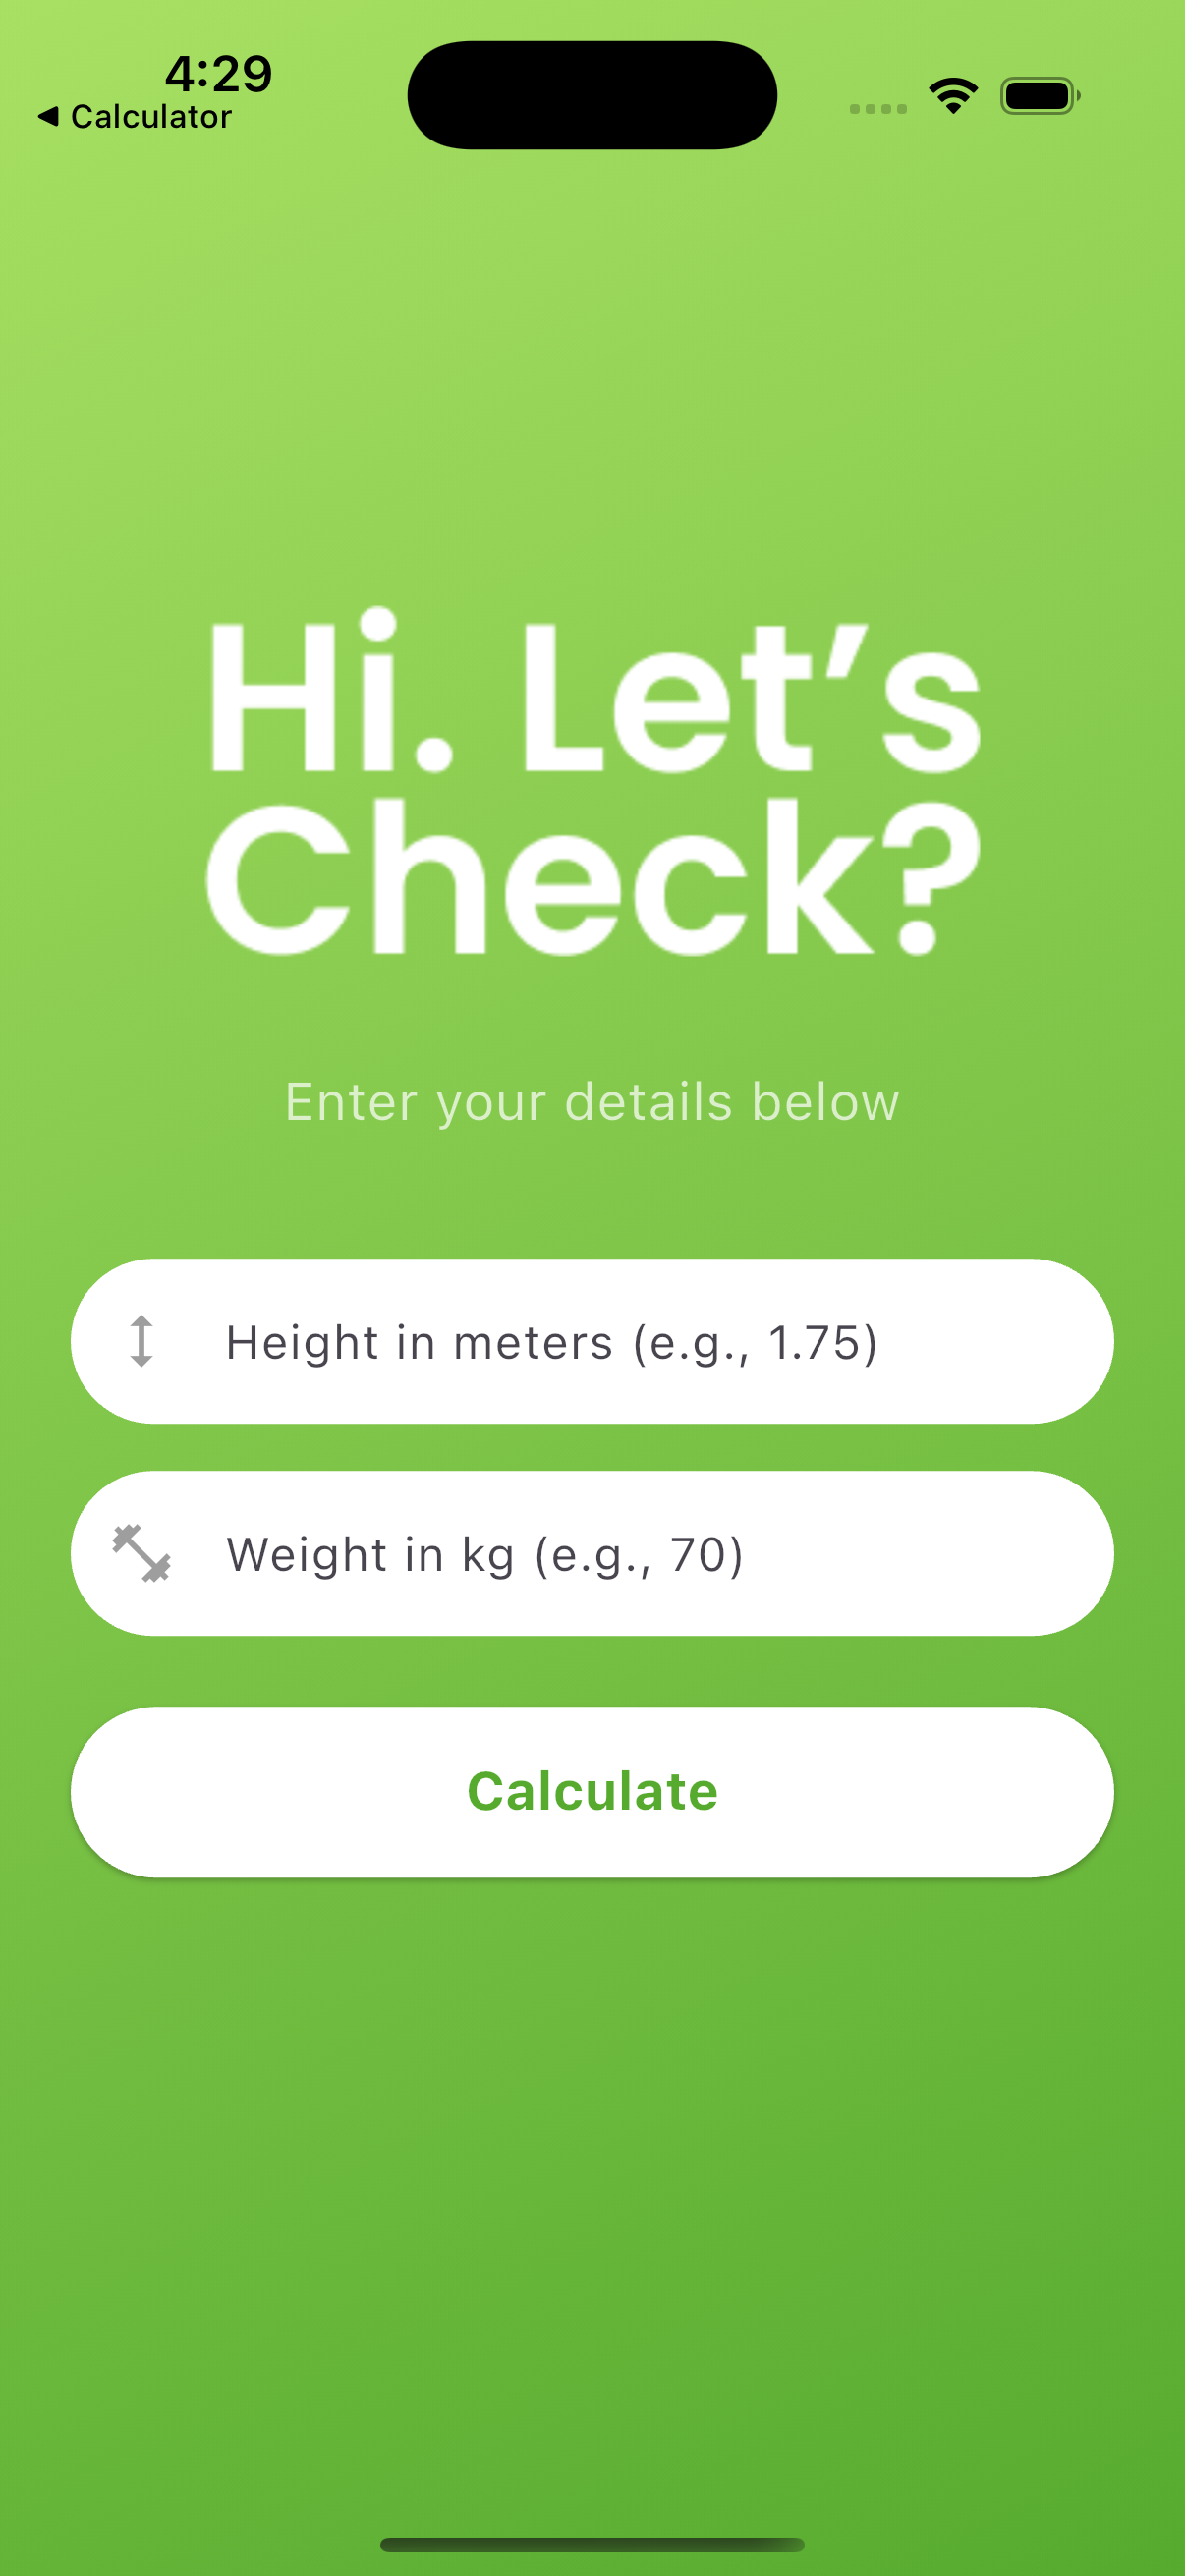 4:29
◀ Calculator
Hi. Let’s
Check?
Enter your details below
Height in meters (e.g., 1.75)
Weight in kg (e.g., 70)
Calculate